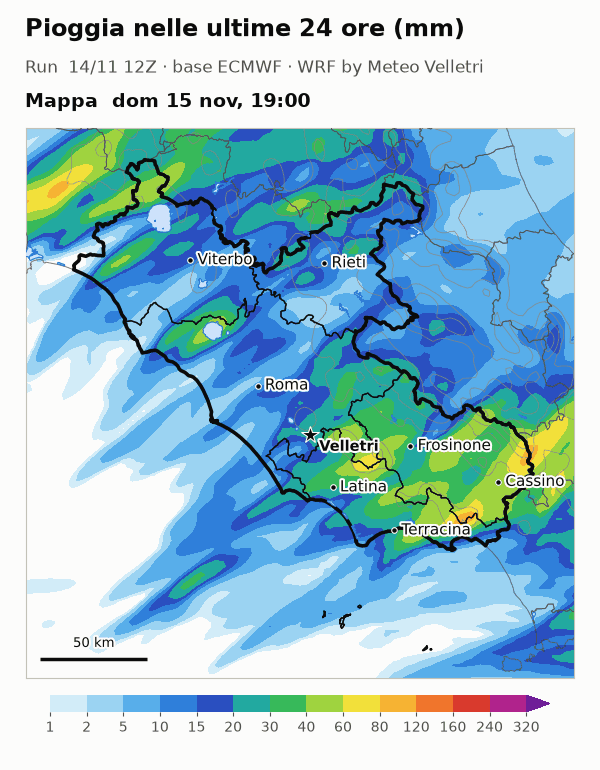 Pioggia nelle ultime 24 ore (mm)
Run  14/11 12Z · base ECMWF · WRF by Meteo Velletri
Mappa  dom 15 nov, 19:00
Viterbo
Rieti
Roma
Velletri
Frosinone
Latina
Cassino
Terracina
50 km
1 2 5 10 15 20 30 40 60 80 120 160 240 320